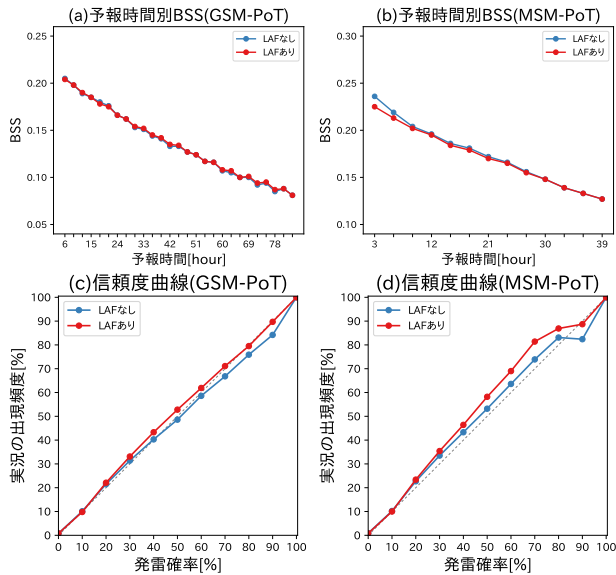 (a)予報時間別BSS(GSM-PoT)
LAFなし
LAFあり
BSS
0.25
0.20
0.15
0.10
0.05
6 15 24 33 42 51 60 69 78
予報時間[hour]
(b)予報時間別BSS(MSM-PoT)
LAFなし
LAFあり
BSS
0.30
0.25
0.20
0.15
0.10
3 12 21 30 39
予報時間[hour]
(c)信頼度曲線(GSM-PoT)
LAFなし
LAFあり
実況の出現頻度[%]
100
90
80
70
60
50
40
30
20
10
0
0 10 20 30 40 50 60 70 80 90 100
発雷確率[%]
(d)信頼度曲線(MSM-PoT)
LAFなし
LAFあり
実況の出現頻度[%]
100
90
80
70
60
50
40
30
20
10
0
0 10 20 30 40 50 60 70 80 90 100
発雷確率[%]